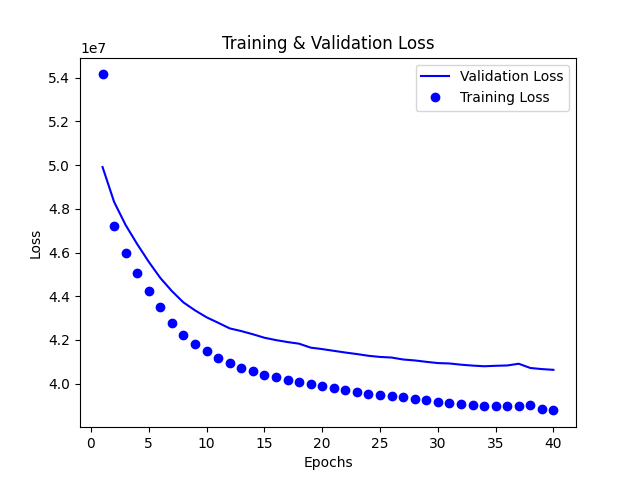 Training & Validation Loss
1e7
Validation Loss
Training Loss
5.4
5.2
5.0
4.8
4.6
4.4
4.2
4.0
Loss
0 5 10 15 20 25 30 35 40
Epochs